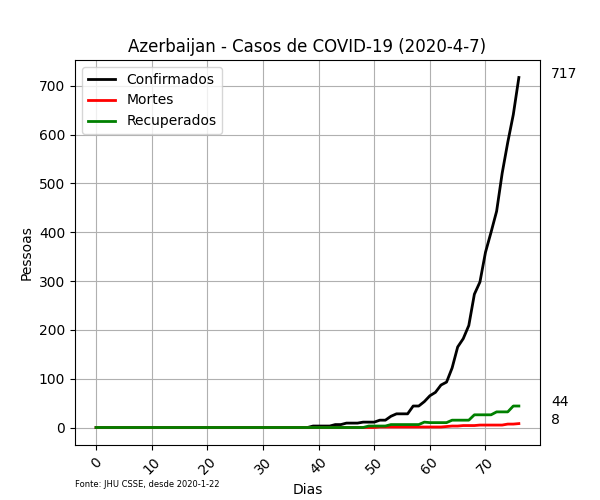 Azerbaijan - Casos de COVID-19 (2020-4-7)
Confirmados
Mortes
Recuperados
717
44
8
700
600
500
400
300
200
100
0
Pessoas
0 10 20 30 40 50 60 70
Dias
Fonte: JHU CSSE, desde 2020-1-22